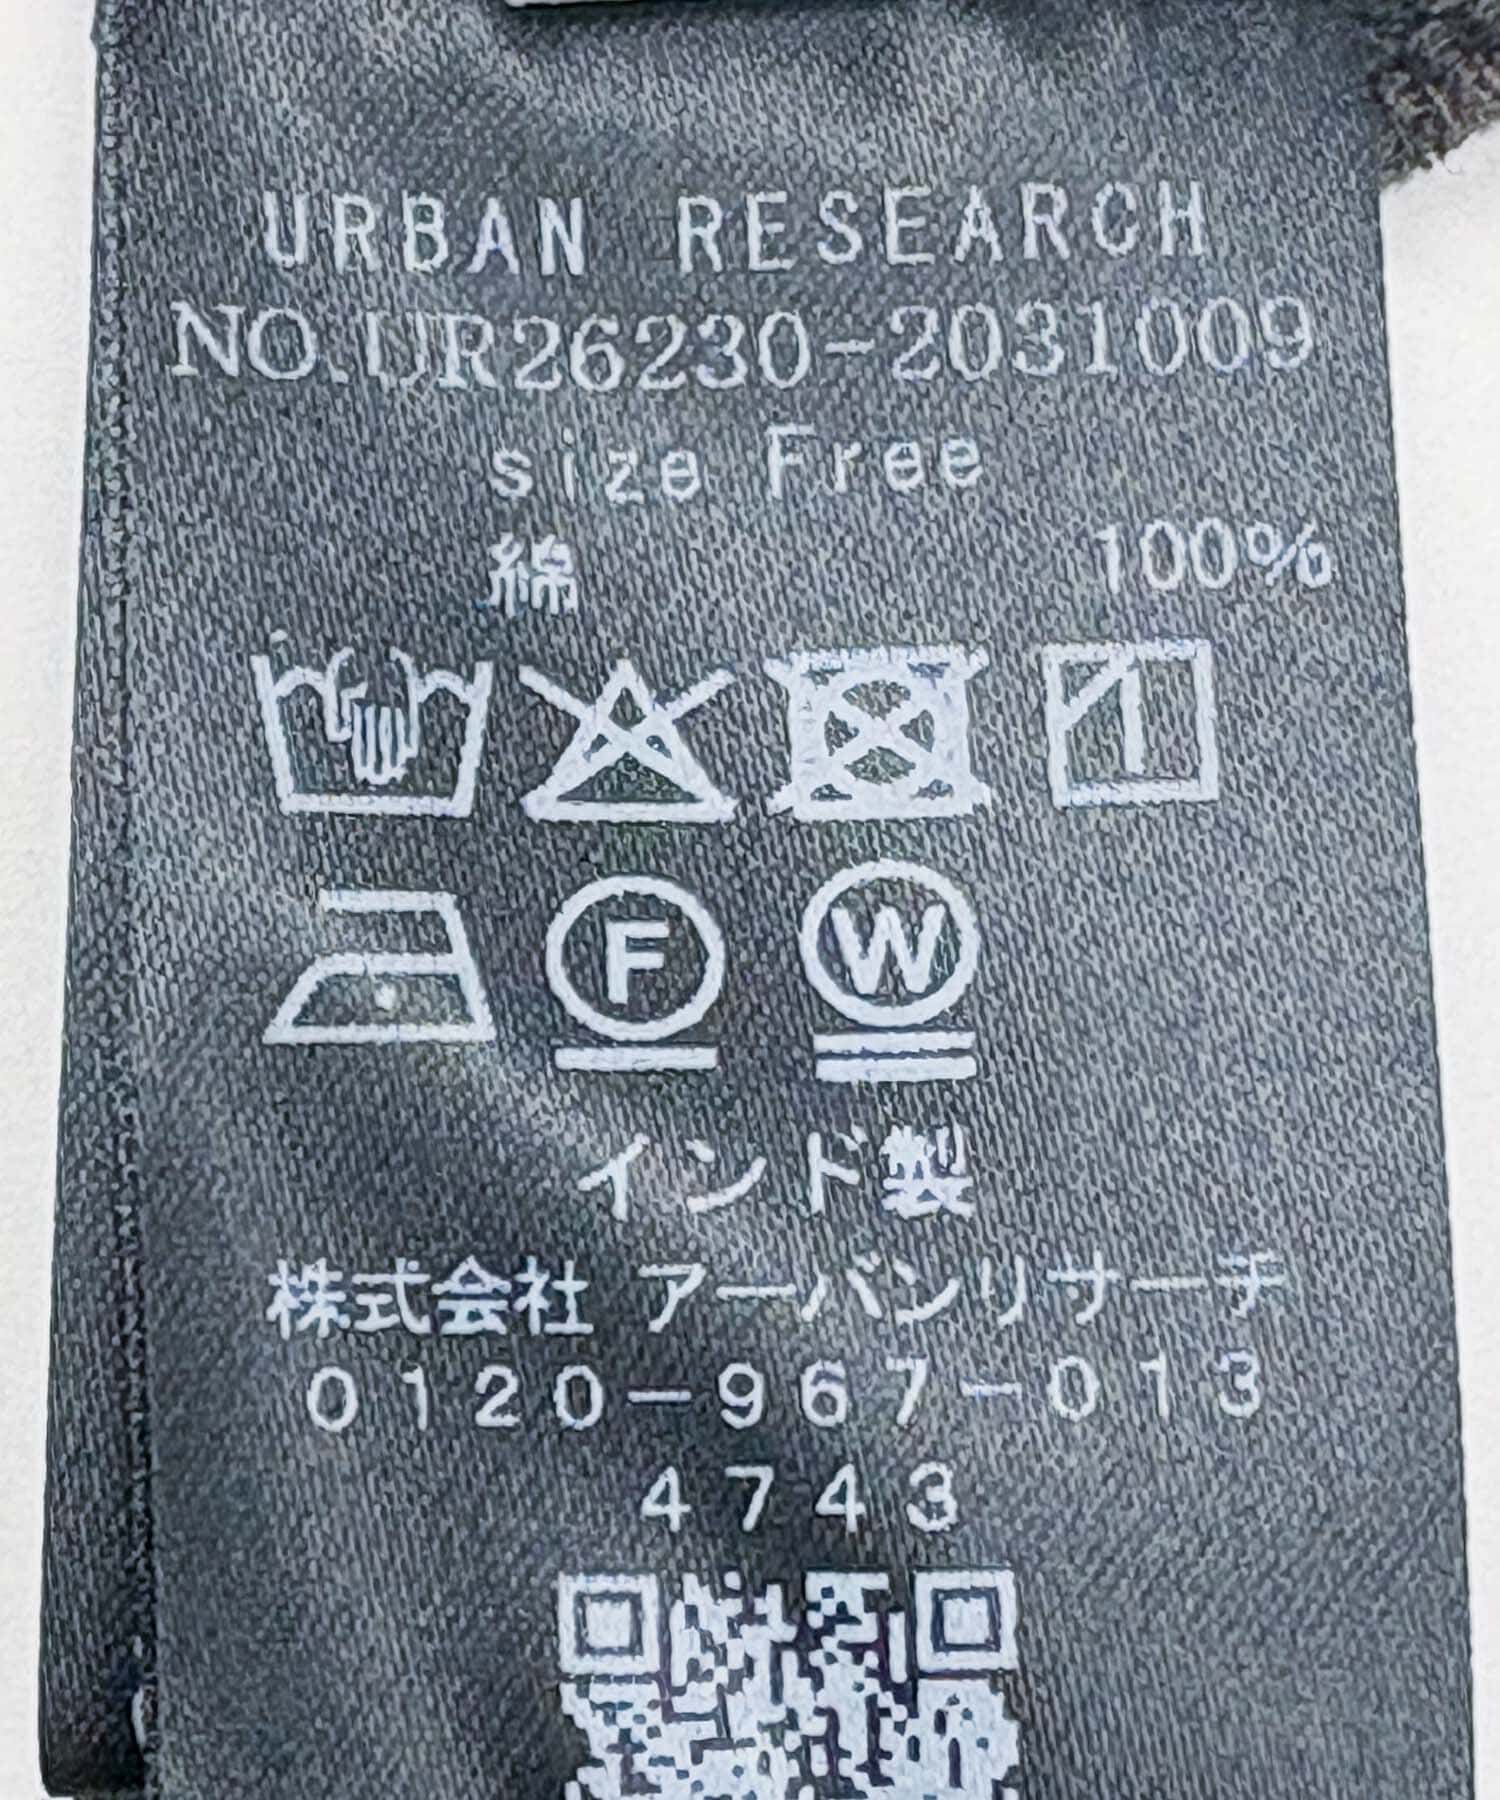 URBAN RESEARCH
NO.UR26230-2031009
size Free
綿 100%
F W
インド製
株式会社 アーバンリサーチ
0120-967-013
4743